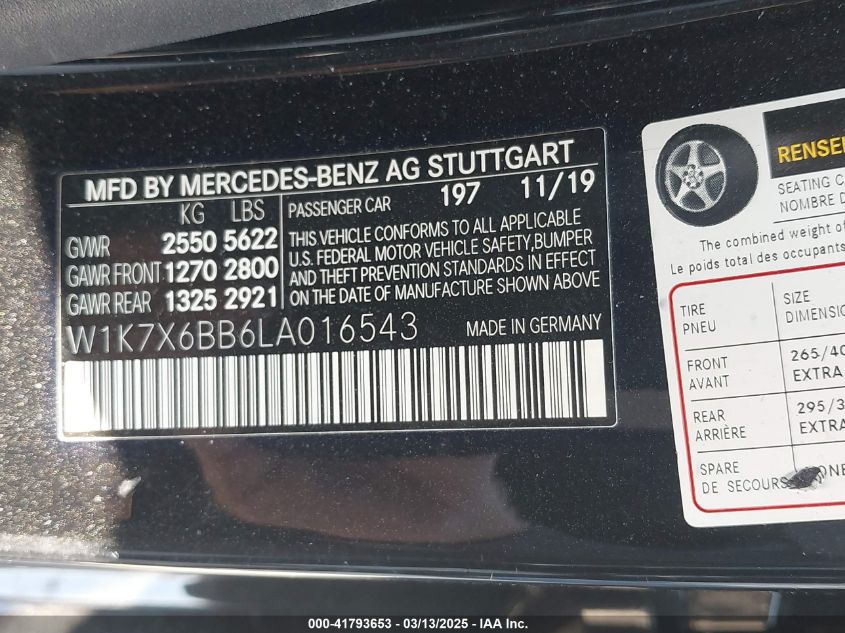 MFD BY MERCEDES-BENZ AG STUTTGART
KG LBS
GVWR 2550 5622
GAWR FRONT 1270 2800
GAWR REAR 1325 2921
PASSENGER CAR 197 11/19
THIS VEHICLE CONFORMS TO ALL APPLICABLE
U.S. FEDERAL MOTOR VEHICLE SAFETY, BUMPER
AND THEFT PREVENTION STANDARDS IN EFFECT
ON THE DATE OF MANUFACTURE SHOWN ABOVE
W1K7X6BB6LA016543 MADE IN GERMANY
RENSEI
SEATING C
NOMBRE D
The combined weight of
Le poids total des occupants
TIRE
PNEU
SIZE
DIMENSION
FRONT
AVANT
265/40
EXTRA
REAR
ARRIÈRE
295/3
EXTRA
SPARE
DE SECOURS
000-41793653 - 03/13/2025 - IAAI, Inc.